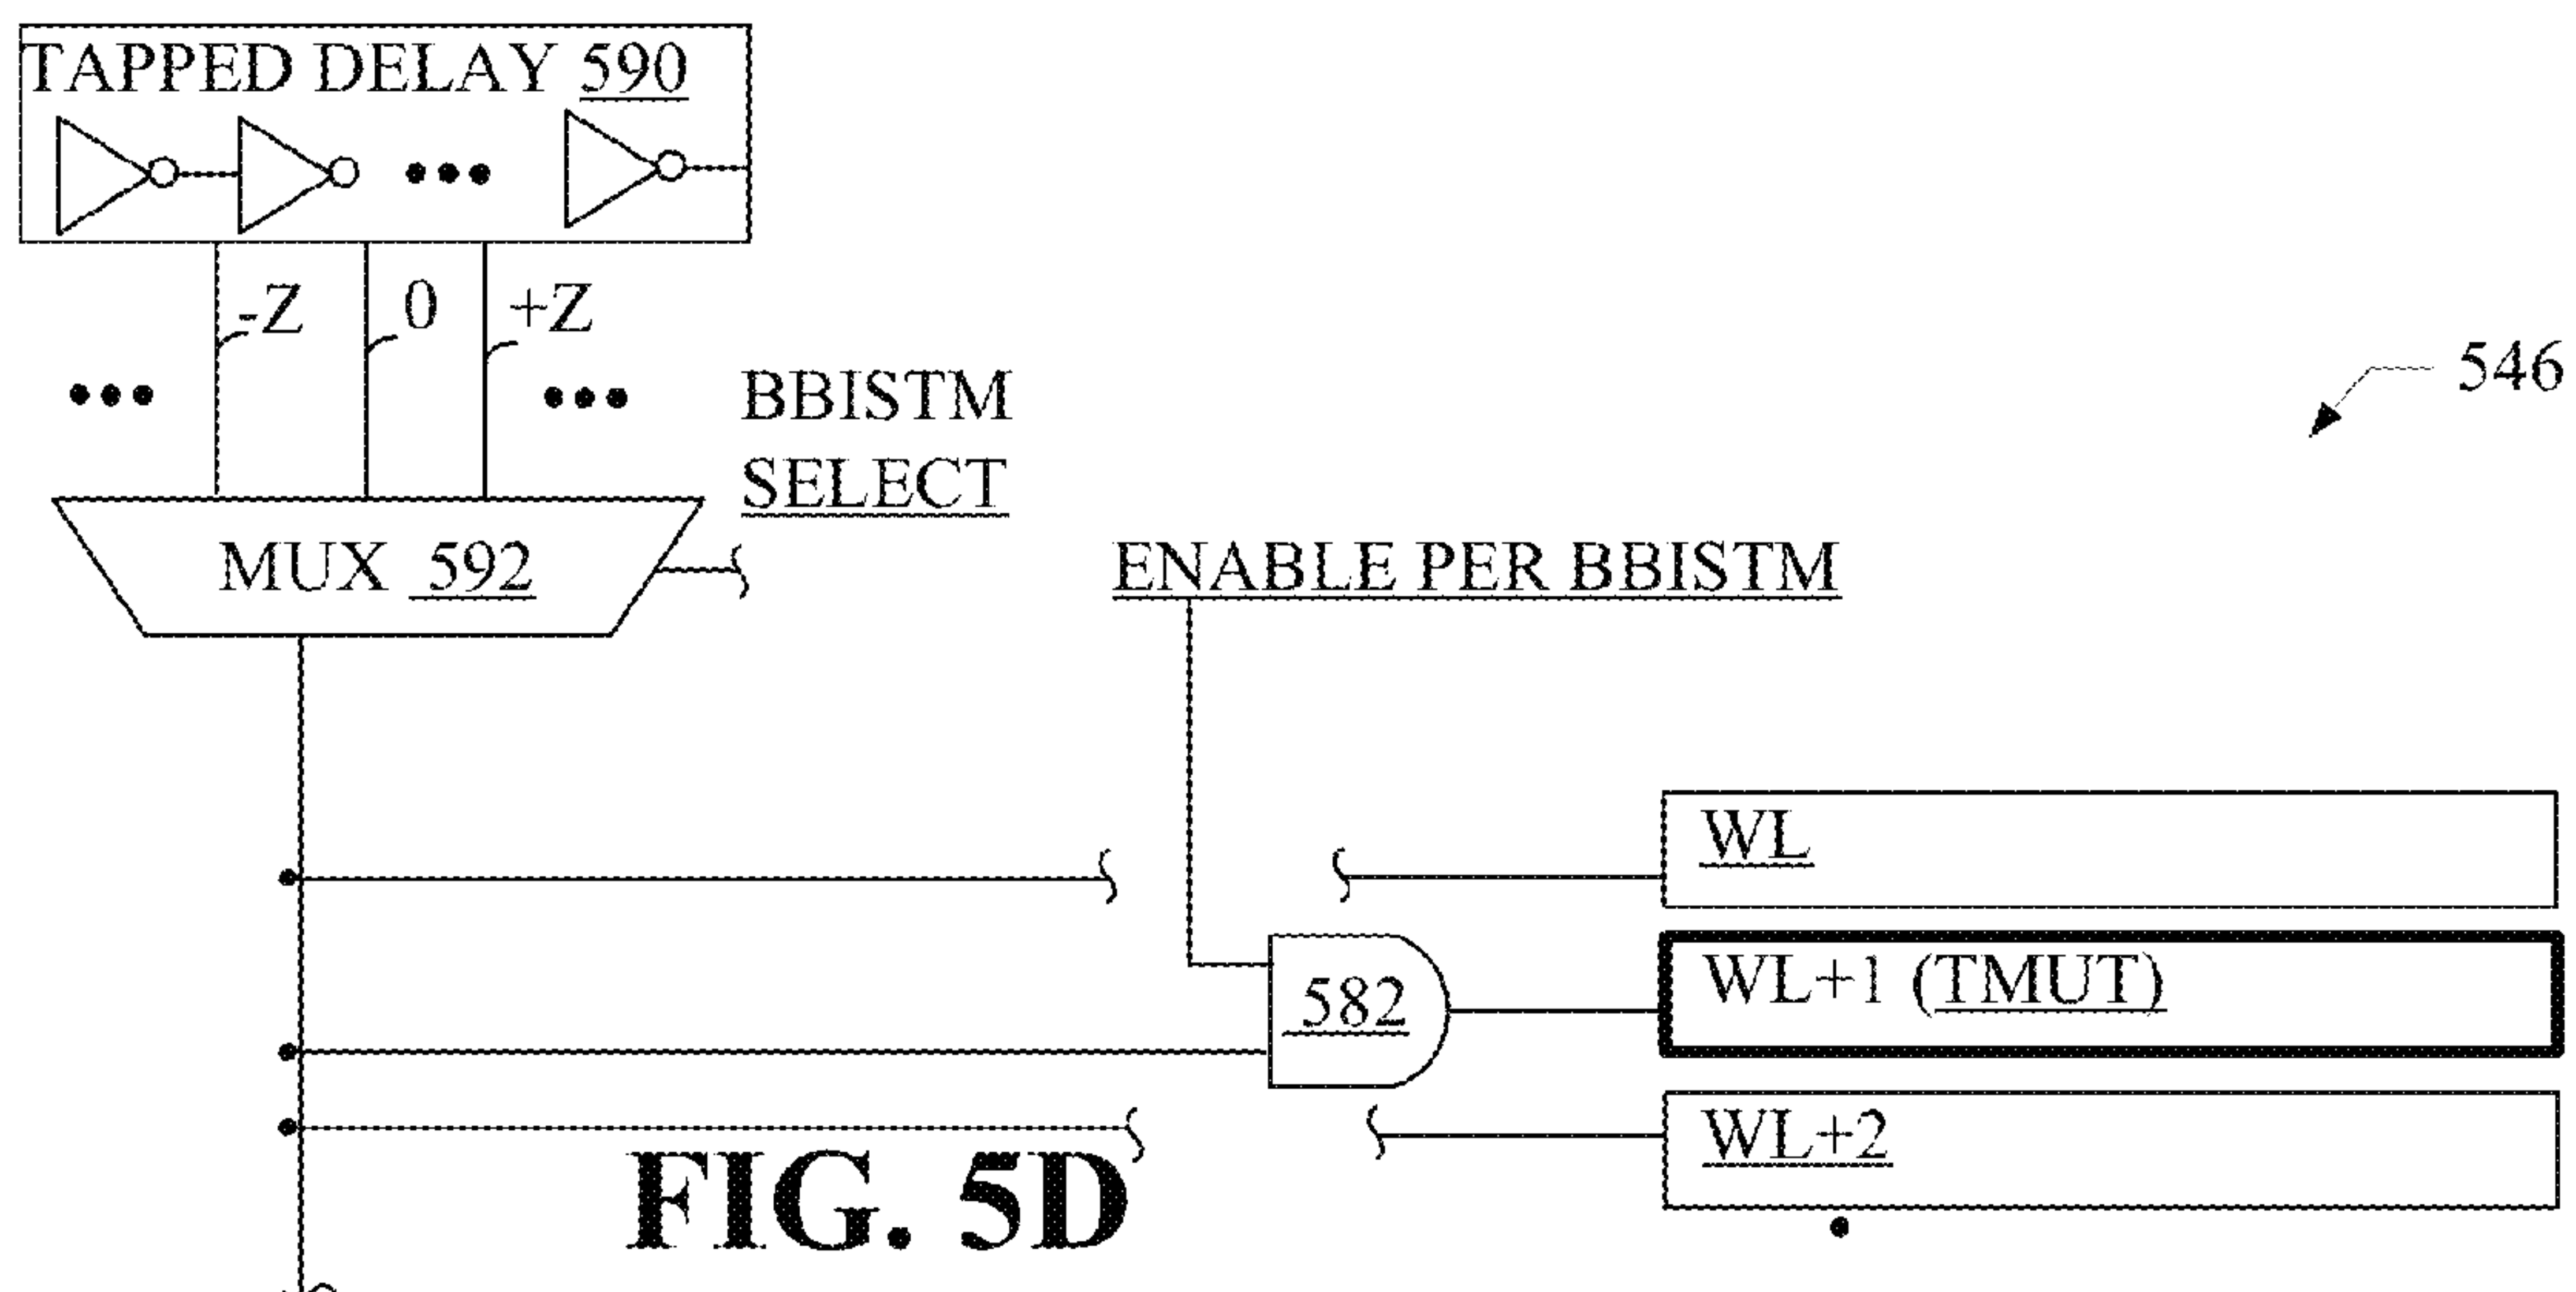 TAPPED DELAY 590
-Z 0 +Z
546
BBISTM
SELECT
MUX 592
ENABLE PER BBISTM
WL
WL+1 (TMUT)
582
WL+2
FIG. 5D